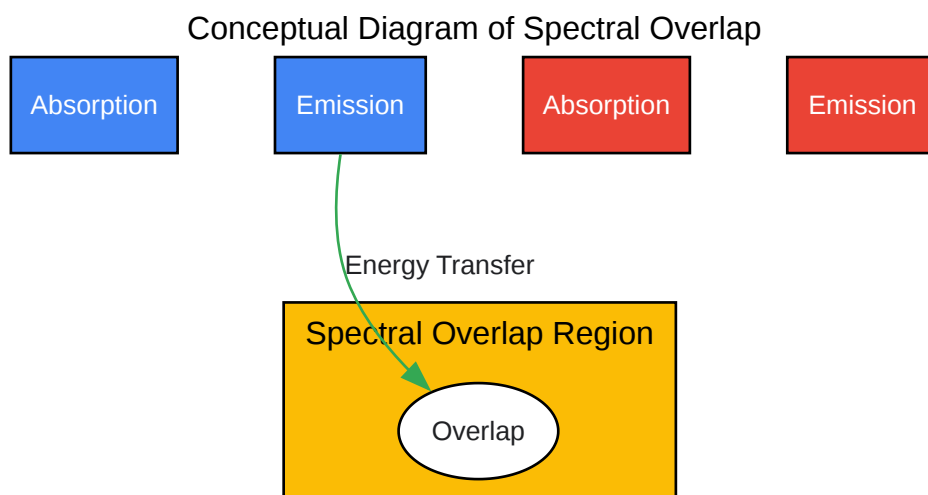 Conceptual Diagram of Spectral Overlap
Absorption
Emission
Absorption
Emission
Energy Transfer
Spectral Overlap Region
Overlap